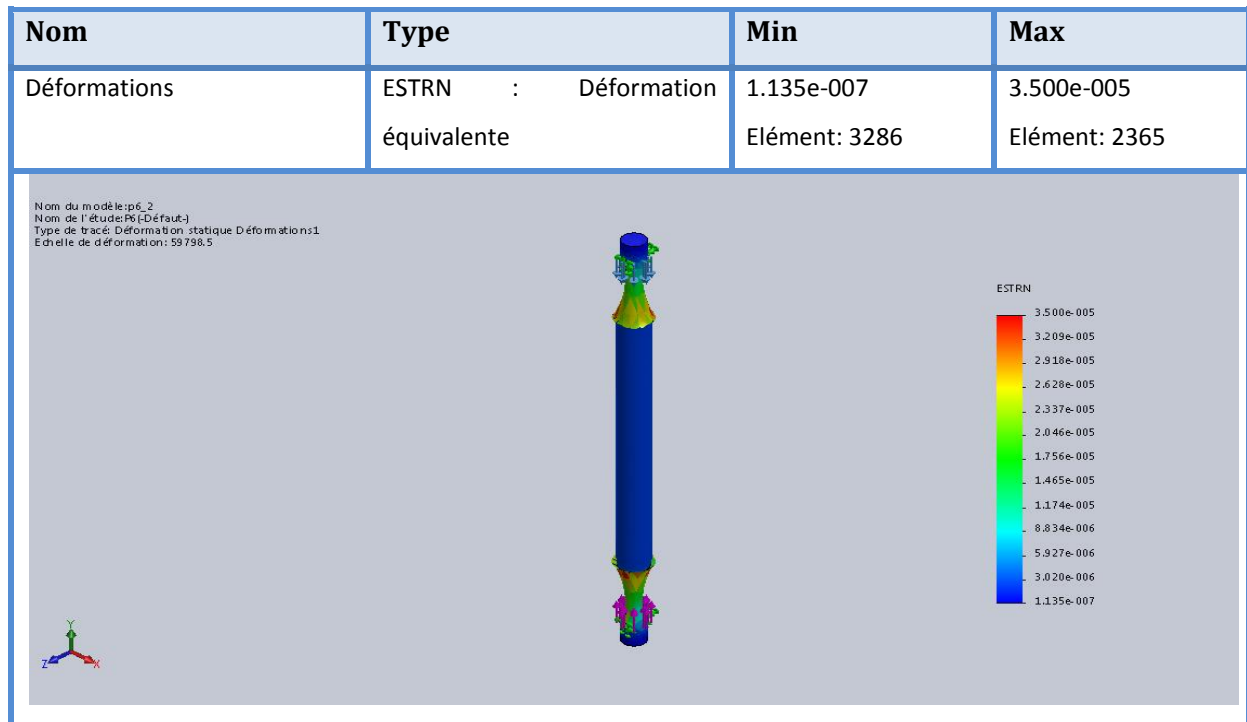 Nom Type Min Max
Déformations ESTRN : Déformation 1.135e-007 3.500e-005
équivalente Elément: 3286 Elément: 2365
Nom du modèle:p6_2
Nom de l'étude:P6(-Défaut-)
Type de tracé: Déformation statique Déformations1
Echelle de déformation: 59798.5
ESTRN
3.500e-005
3.209e-005
2.918e-005
2.628e-005
2.337e-005
2.046e-005
1.756e-005
1.465e-005
1.174e-005
8.834e-006
5.927e-006
3.020e-006
1.135e-007
Y
Z X